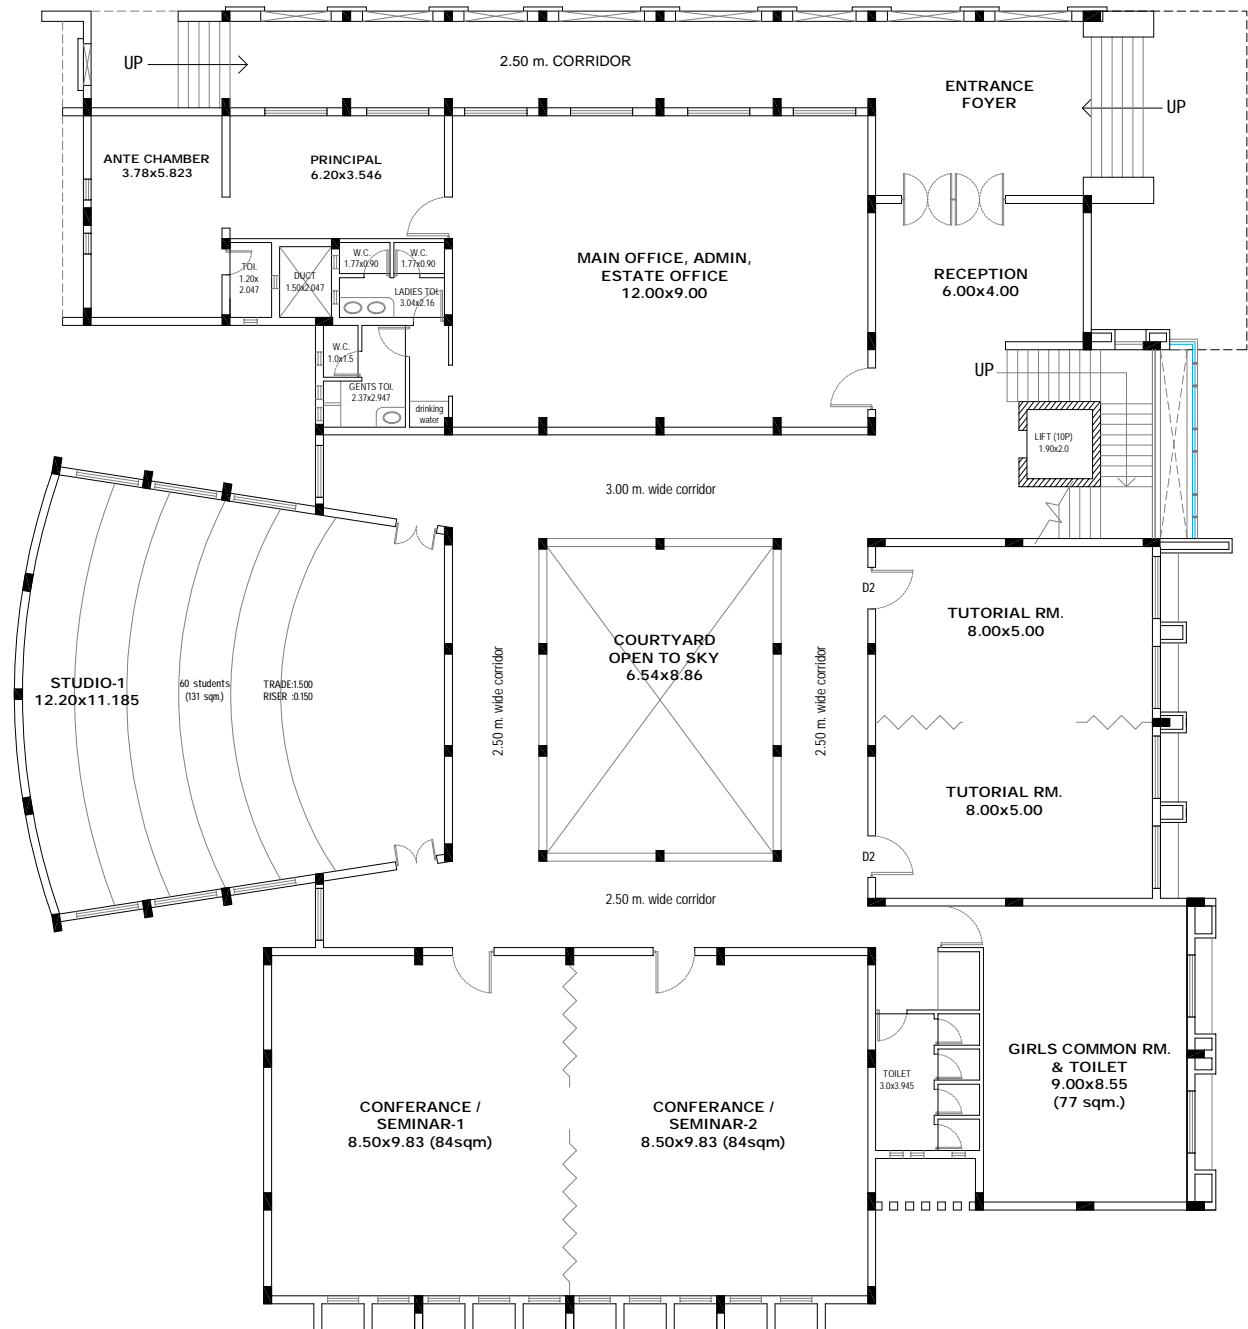 UP
2.50 m. CORRIDOR
ENTRANCE
FOYER
UP
ANTE CHAMBER
3.78x5.823
PRINCIPAL
6.20x3.546
MAIN OFFICE, ADMIN,
ESTATE OFFICE
12.00x9.00
RECEPTION
6.00x4.00
TOI.
1.20x
2.047
DUCT
1.50x2.047
W.C.
1.77x0.90
W.C.
1.77x0.90
LADIES TOI.
3.04x2.16
W.C.
1.0x1.5
GENTS TOI.
2.37x2.947
drinking
water
UP
LIFT (10P)
1.90x2.0
3.00 m. wide corridor
STUDIO-1
12.20x11.185
60 students
(131 sqm.)
TRADE:1.500
RISER :0.150
2.50 m. wide corridor
COURTYARD
OPEN TO SKY
6.54x8.86
2.50 m. wide corridor
D2
TUTORIAL RM.
8.00x5.00
TUTORIAL RM.
8.00x5.00
D2
2.50 m. wide corridor
CONFERANCE /
SEMINAR-1
8.50x9.83 (84sqm)
CONFERANCE /
SEMINAR-2
8.50x9.83 (84sqm)
TOILET
3.0x3.945
GIRLS COMMON RM.
& TOILET
9.00x8.55
(77 sqm.)